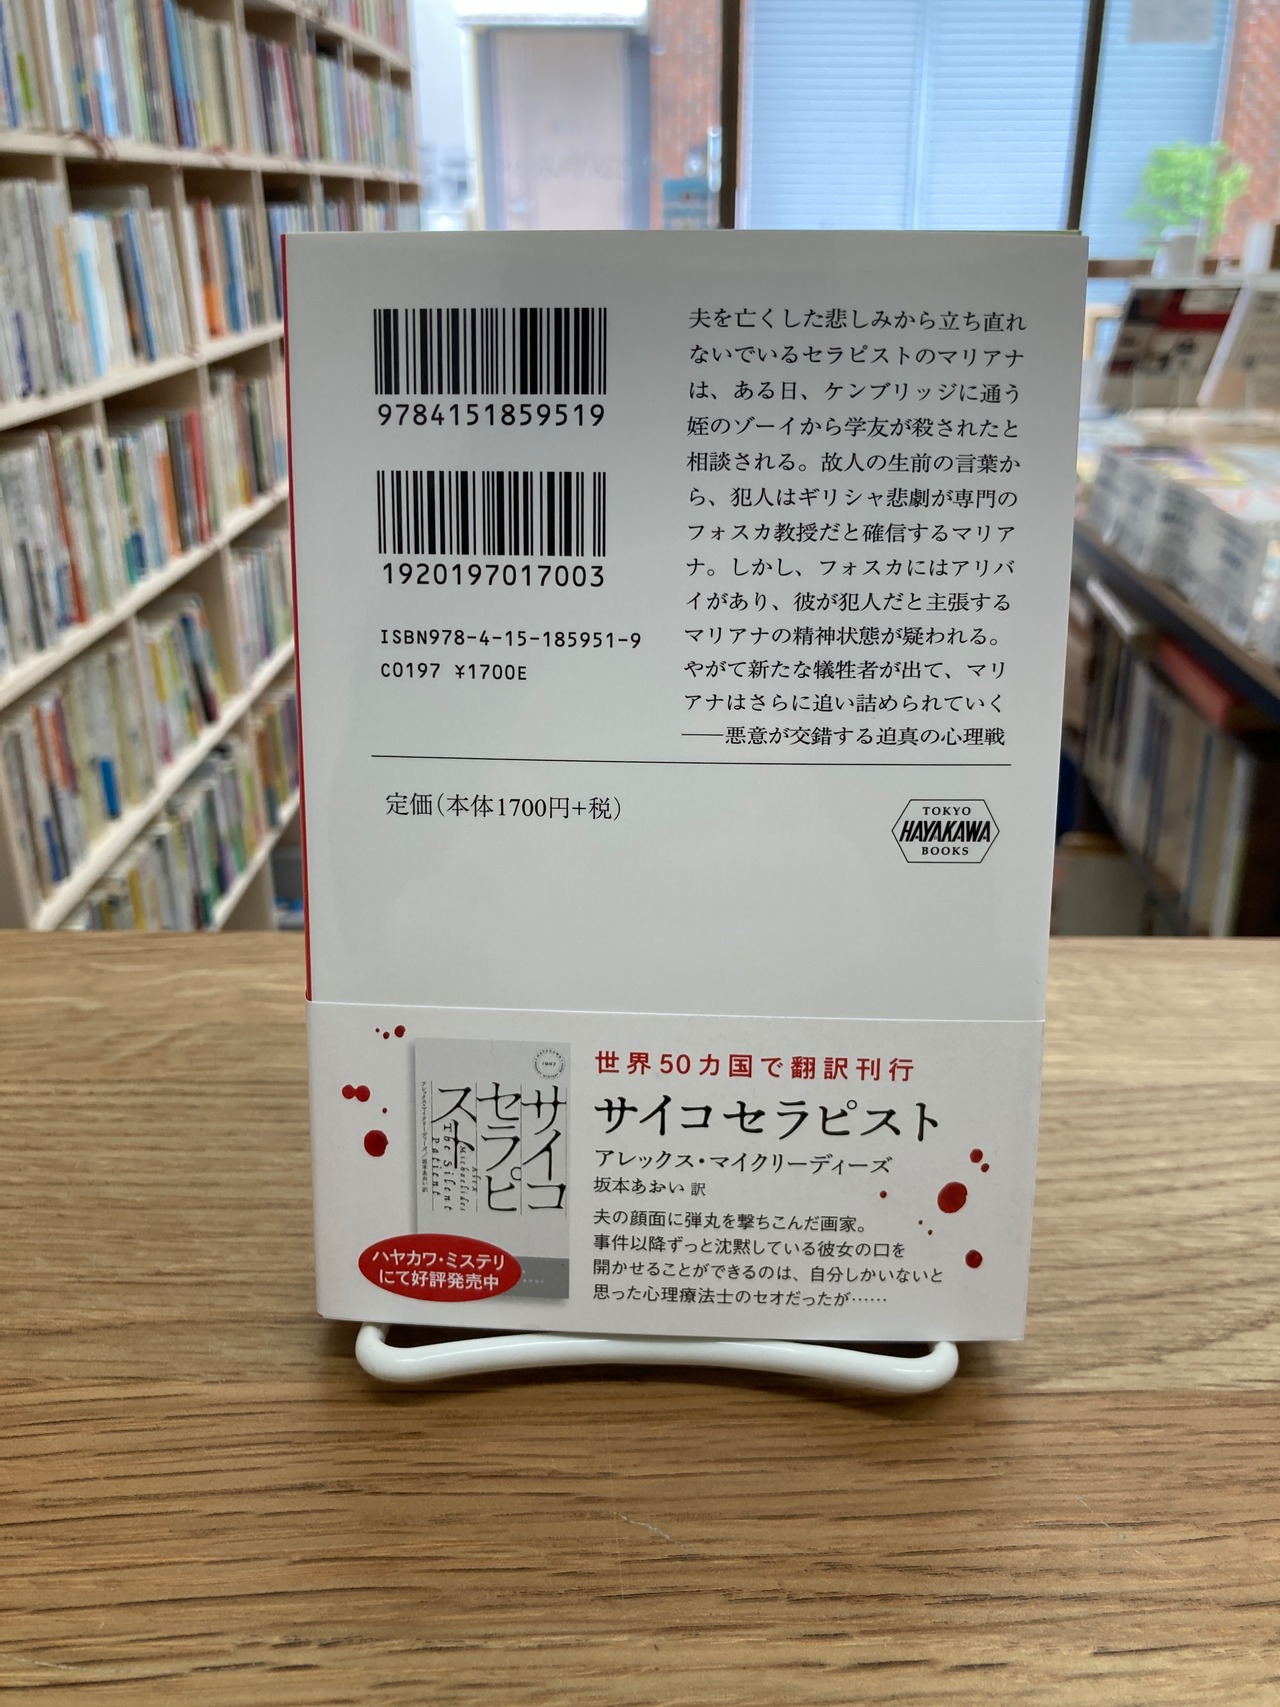 9784151859519
1920197017003
ISBN978-4-15-185951-9
C0197 ¥1700E
夫を亡くした悲しみから立ち直れ
ないでいるセラピストのマリアナ
は、ある日、ケンブリッジに通う
姪のゾーイから学友が殺されたと
相談される。故人の生前の言葉か
ら、犯人はギリシャ悲劇が専門の
フォスカ教授だと確信するマリア
ナ。しかし、フォスカにはアリバ
イがあり、彼が犯人だと主張する
マリアナの精神状態が疑われる。
やがて新たな犠牲者が出て、マリ
アナはさらに追い詰められていく
──悪意が交錯する迫真の心理戦
定価(本体1700円+税)
TOKYO
HAYAKAWA
BOOKS
サイコ
セラピ
スト
Alex
Michaelides
The Silent
Patient
ハヤカワ・ミステリ
にて好評発売中
世界50カ国で翻訳刊行
サイコセラピスト
アレックス・マイクリーディーズ
坂本あおい 訳
夫の顔面に弾丸を撃ちこんだ画家。
事件以降ずっと沈黙している彼女の口を
開かせることができるのは、自分しかいないと
思った心理療法士のセオだったが……